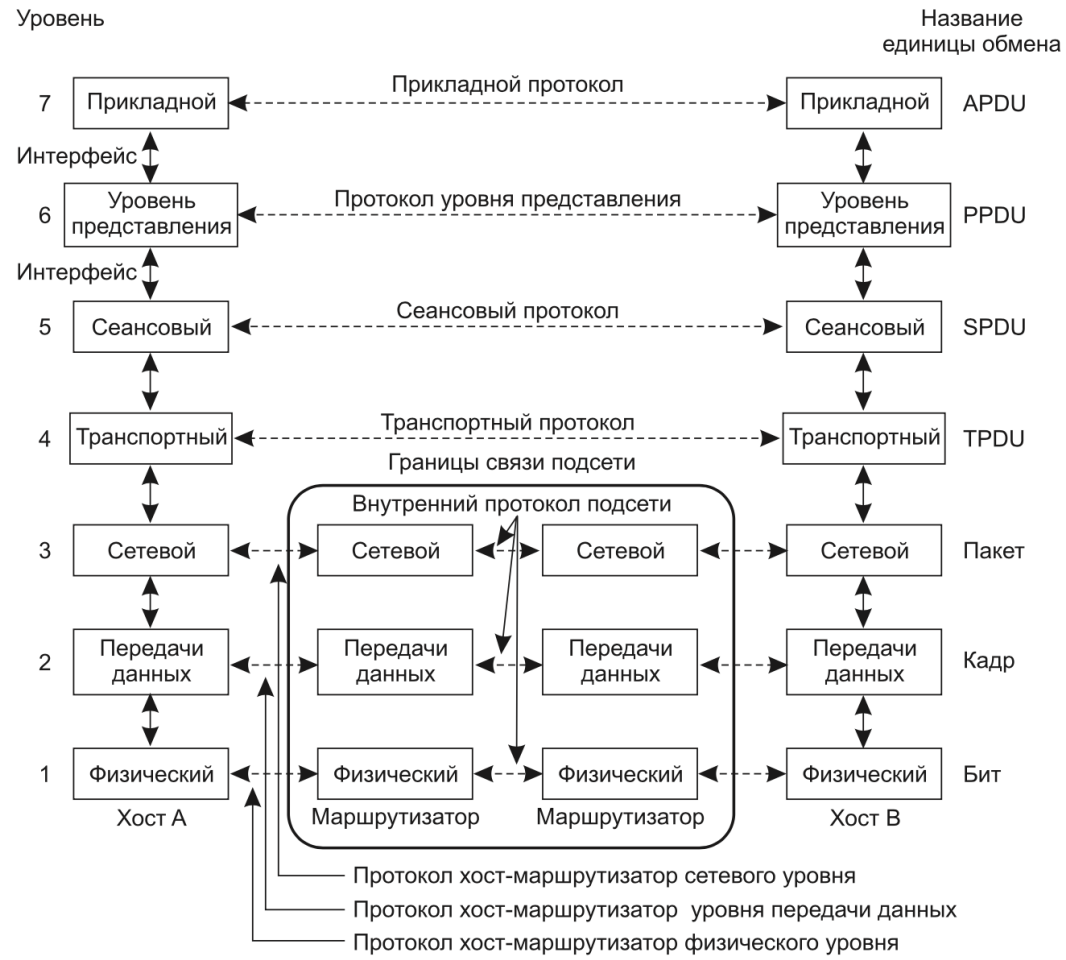 Уровень
Название
единицы обмена
7
Прикладной
Прикладной протокол
Прикладной
APDU
Интерфейс
6
Уровень
представления
Протокол уровня представления
Уровень
представления
PPDU
Интерфейс
5
Сеансовый
Сеансовый протокол
Сеансовый
SPDU
4
Транспортный
Транспортный протокол
Транспортный
TPDU
Границы связи подсети
Внутренний протокол подсети
3
Сетевой
Сетевой
Сетевой
Сетевой
Пакет
2
Передачи
данных
Передачи
данных
Передачи
данных
Передачи
данных
Кадр
1
Физический
Физический
Физический
Физический
Бит
Хост А
Маршрутизатор
Маршрутизатор
Хост В
Протокол хост-маршрутизатор сетевого уровня
Протокол хост-маршрутизатор уровня передачи данных
Протокол хост-маршрутизатор физического уровня